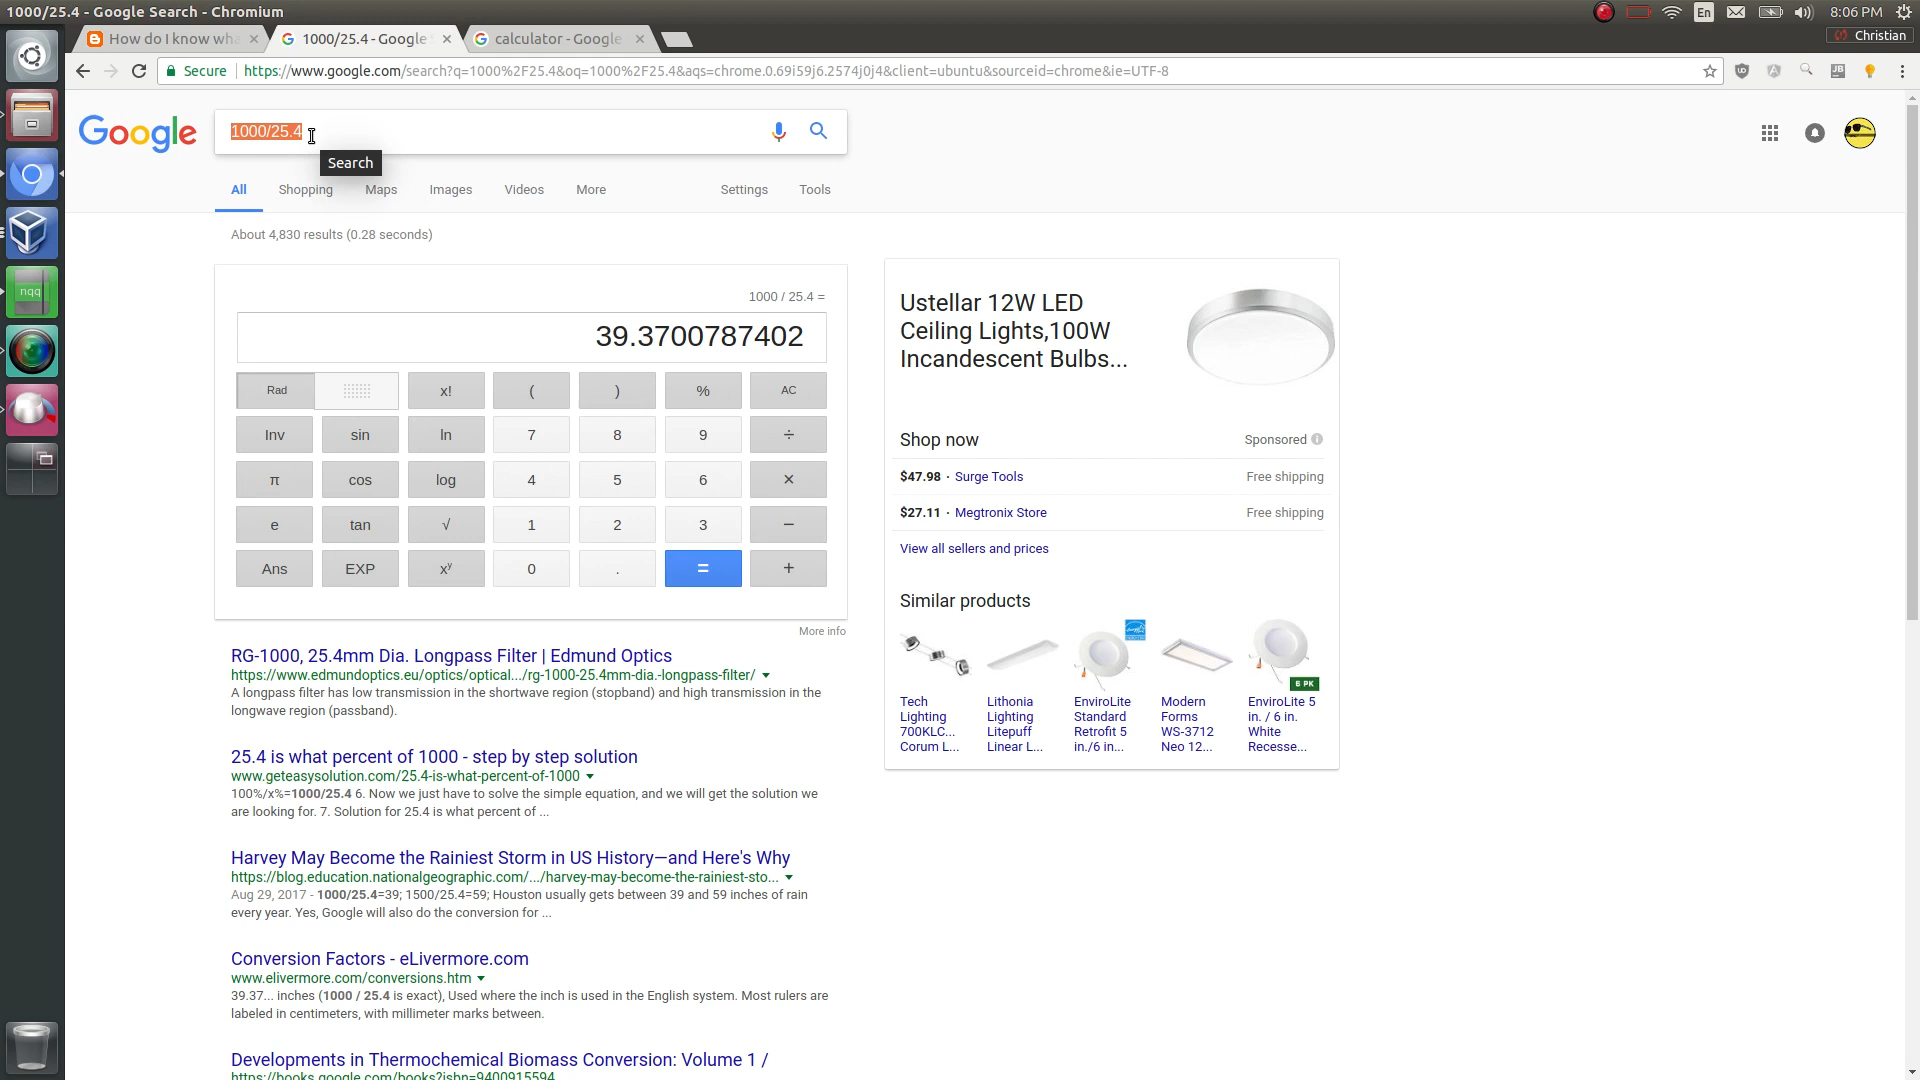 1000/25.4 - Google Search - Chromium
En
8:06 PM
How do I know wha
1000/25.4 - Google
calculator - Google
Christian
Secure
https://www.google.com/search?q=1000%2F25.4&oq=1000%2F25.4&aqs=chrome.0.69i59j6.2574j0j4&client=ubuntu&sourceid=chrome&ie=UTF-8
JB
nqq
Google
1000/25.4
Search
All
Shopping
Maps
Images
Videos
More
Settings
Tools
About 4,830 results (0.28 seconds)
1000 / 25.4 =
39.3700787402
Rad
x!
(
)
%
AC
Inv
sin
ln
7
8
9
÷
π
cos
log
4
5
6
×
e
tan
√
1
2
3
−
Ans
EXP
xʸ
0
.
=
+
More info
RG-1000, 25.4mm Dia. Longpass Filter | Edmund Optics
https://www.edmundoptics.eu/optics/optical.../rg-1000-25.4mm-dia.-longpass-filter/
A longpass filter has low transmission in the shortwave region (stopband) and high transmission in the
longwave region (passband).
25.4 is what percent of 1000 - step by step solution
www.geteasysolution.com/25.4-is-what-percent-of-1000
100%/x%=1000/25.4 6. Now we just have to solve the simple equation, and we will get the solution we
are looking for. 7. Solution for 25.4 is what percent of ...
Harvey May Become the Rainiest Storm in US History—and Here's Why
https://blog.education.nationalgeographic.com/.../harvey-may-become-the-rainiest-sto...
Aug 29, 2017 - 1000/25.4=39; 1500/25.4=59; Houston usually gets between 39 and 59 inches of rain
every year. Yes, Google will also do the conversion for ...
Conversion Factors - eLivermore.com
www.elivermore.com/conversions.htm
39.37... inches (1000 / 25.4 is exact), Used where the inch is used in the English system. Most rulers are
labeled in centimeters, with millimeter marks between.
Developments in Thermochemical Biomass Conversion: Volume 1 /
https://books.google.com/books?isbn=9400915594
Ustellar 12W LED
Ceiling Lights,100W
Incandescent Bulbs...
Shop now
Sponsored
$47.98 · Surge Tools
Free shipping
$27.11 · Megtronix Store
Free shipping
View all sellers and prices
Similar products
6 PK
Tech
Lighting
700KLC...
Corum L...
Lithonia
Lighting
Litepuff
Linear L...
EnviroLite
Standard
Retrofit 5
in./6 in...
Modern
Forms
WS-3712
Neo 12...
EnviroLite 5
in. / 6 in.
White
Recesse...